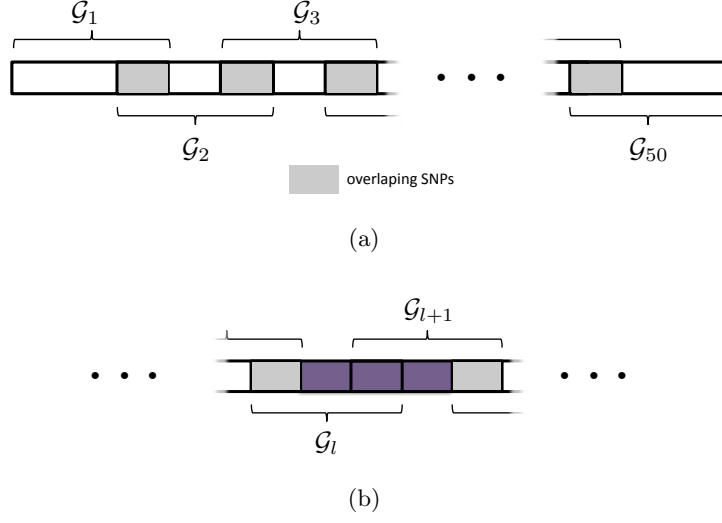 𝒢₁ 𝒢₃
𝒢₂ 𝒢₅₀
overlaping SNPs
(a)
𝒢ₗ₊₁
𝒢ₗ
(b)